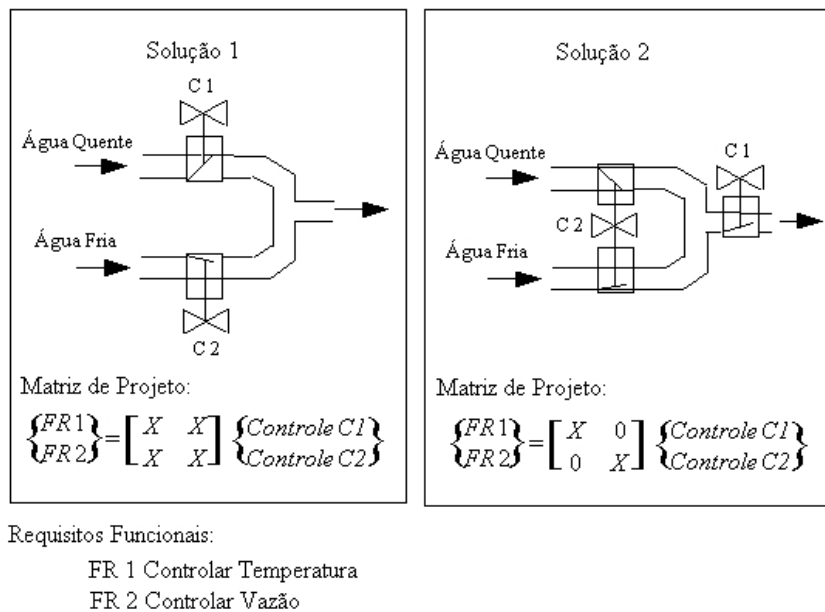 Solução 1
C 1
Água Quente
Água Fria
C 2
Matriz de Projeto:
{FR1} = [X X] {Controle C1}
{FR2} [X X] {Controle C2}
Solução 2
Água Quente
C 1
C 2
Água Fria
Matriz de Projeto:
{FR1} = [X 0] {Controle C1}
{FR2} [0 X] {Controle C2}
Requisitos Funcionais:
FR 1 Controlar Temperatura
FR 2 Controlar Vazão